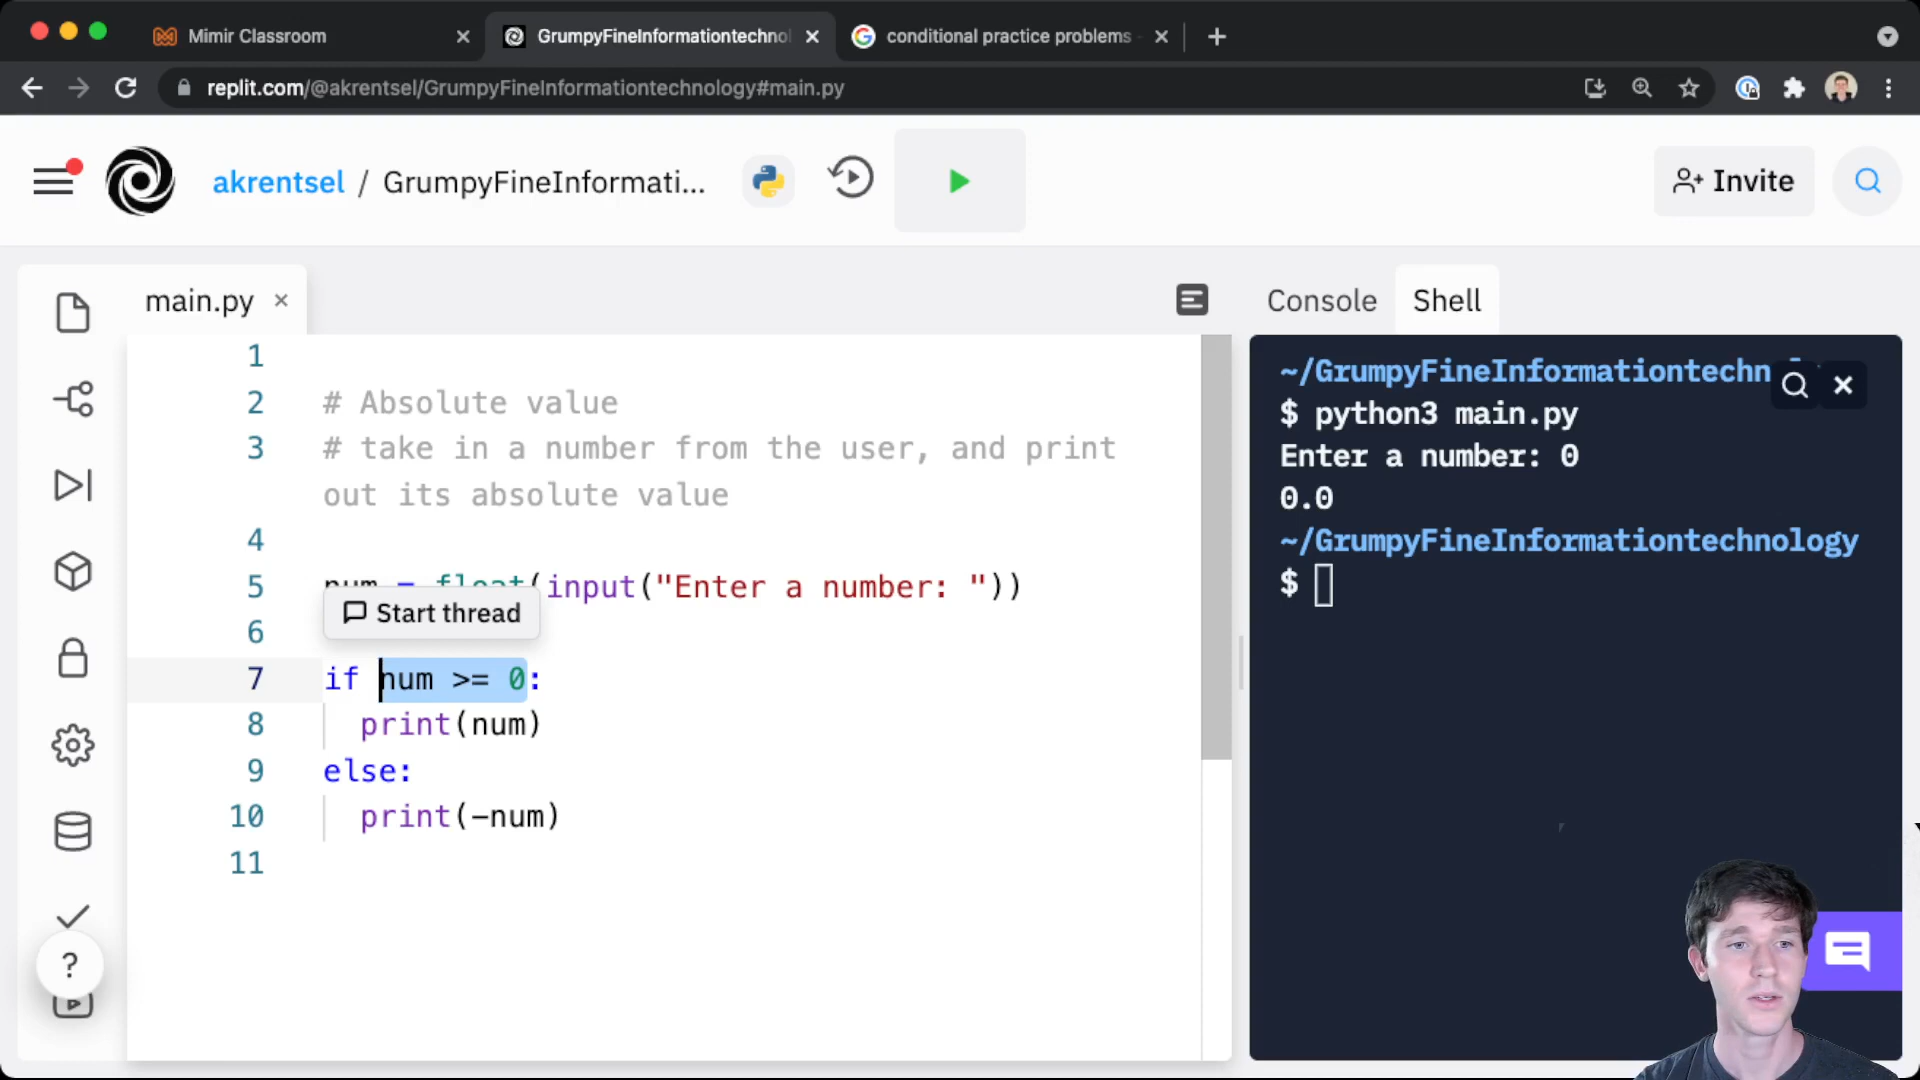 Mimir Classroom
GrumpyFineInformationtechnol
conditional practice problems -
replit.com/@akrentsel/GrumpyFineInformationtechnology#main.py
akrentsel / GrumpyFineInformati...
Invite
main.py
Console
Shell
1
2 # Absolute value
3 # take in a number from the user, and print
out its absolute value
4
5 num = float(input("Enter a number: "))
Start thread
6
7 if num >= 0:
8 print(num)
9 else:
10 print(-num)
11
~/GrumpyFineInformationtechn
$ python3 main.py
Enter a number: 0
0.0
~/GrumpyFineInformationtechnology
$
?